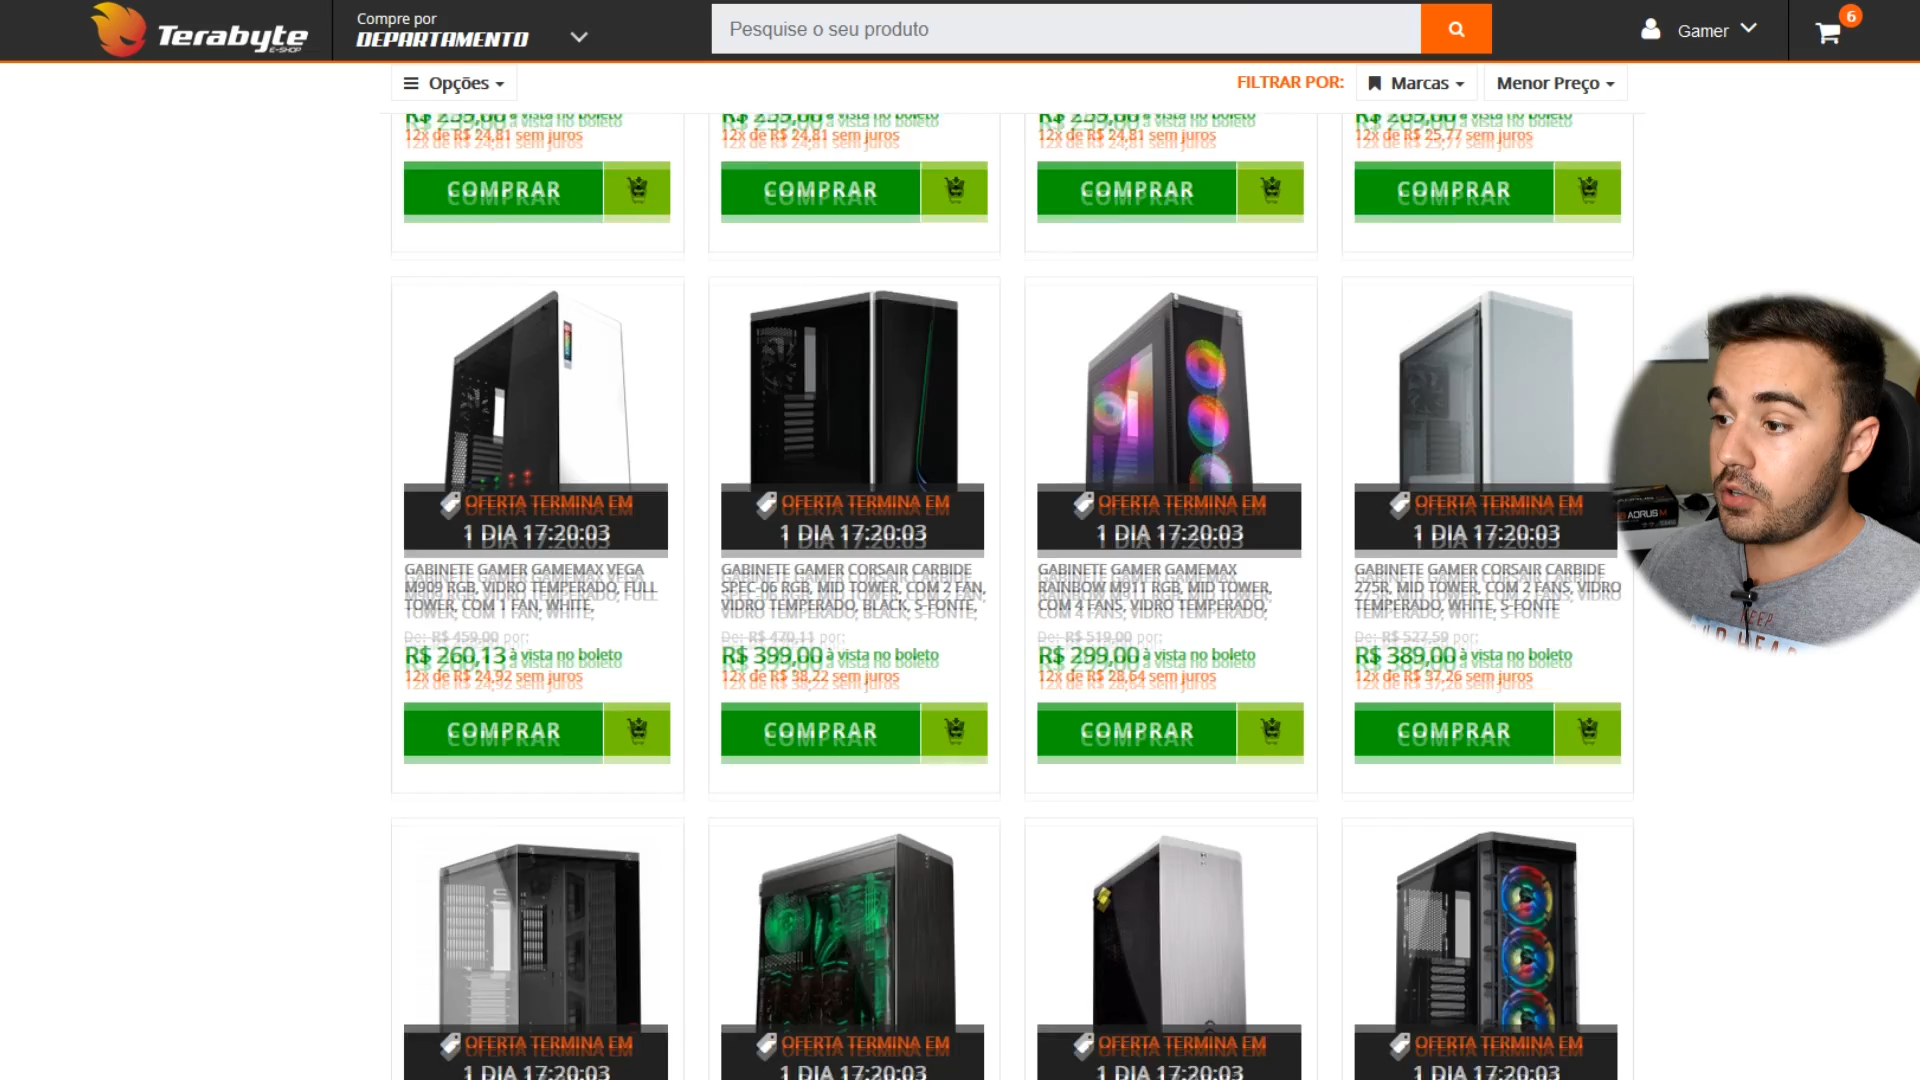 Terabyte
E-SHOP
Compre por
DEPARTAMENTO
Pesquise o seu produto
Gamer
6
Opções
FILTRAR POR:
Marcas
Menor Preço
R$ 259,00 à vista no boleto
12x de R$ 24,81 sem juros
COMPRAR
R$ 259,00 à vista no boleto
12x de R$ 24,81 sem juros
COMPRAR
R$ 259,00 à vista no boleto
12x de R$ 24,81 sem juros
COMPRAR
R$ 269,00 à vista no boleto
12x de R$ 25,77 sem juros
COMPRAR
OFERTA TERMINA EM
1 DIA 17:20:03
GABINETE GAMER GAMEMAX VEGA
M909 RGB, VIDRO TEMPERADO, FULL
TOWER, COM 1 FAN, WHITE,
De: R$ 459,00 por:
R$ 260,13 à vista no boleto
12x de R$ 24,92 sem juros
COMPRAR
OFERTA TERMINA EM
1 DIA 17:20:03
GABINETE GAMER CORSAIR CARBIDE
SPEC-06 RGB, MID TOWER, COM 2 FAN,
VIDRO TEMPERADO, BLACK, S-FONTE,
De: R$ 470,11 por:
R$ 399,00 à vista no boleto
12x de R$ 38,22 sem juros
COMPRAR
OFERTA TERMINA EM
1 DIA 17:20:03
GABINETE GAMER GAMEMAX
RAINBOW M911 RGB, MID TOWER,
COM 4 FANS, VIDRO TEMPERADO,
De: R$ 519,00 por:
R$ 299,00 à vista no boleto
12x de R$ 28,64 sem juros
COMPRAR
OFERTA TERMINA EM
1 DIA 17:20:03
GABINETE GAMER CORSAIR CARBIDE
275R, MID TOWER, COM 2 FANS, VIDRO
TEMPERADO, WHITE, S-FONTE
De: R$ 527,59 por:
R$ 389,00 à vista no boleto
12x de R$ 37,26 sem juros
COMPRAR
AORUS M
KEEP
OFERTA TERMINA EM
1 DIA 17:20:03
OFERTA TERMINA EM
1 DIA 17:20:03
OFERTA TERMINA EM
1 DIA 17:20:03
OFERTA TERMINA EM
1 DIA 17:20:03